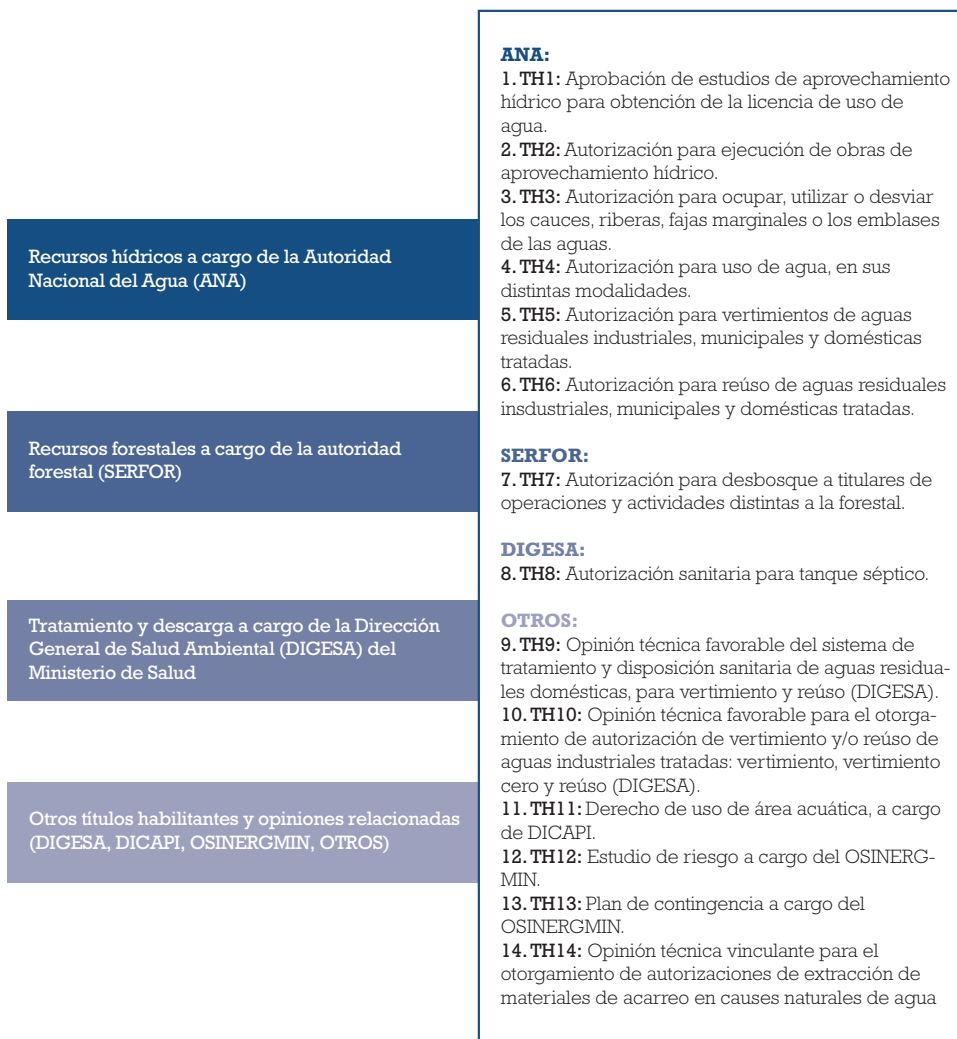 Recursos hídricos a cargo de la Autoridad
Nacional del Agua (ANA)
Recursos forestales a cargo de la autoridad
forestal (SERFOR)
Tratamiento y descarga a cargo de la Dirección
General de Salud Ambiental (DIGESA) del
Ministerio de Salud
Otros títulos habilitantes y opiniones relacionadas
(DIGESA, DICAPI, OSINERGMIN, OTROS)
ANA:
1. TH1: Aprobación de estudios de aprovechamiento
hídrico para obtención de la licencia de uso de
agua.
2. TH2: Autorización para ejecución de obras de
aprovechamiento hídrico.
3. TH3: Autorización para ocupar, utilizar o desviar
los cauces, riberas, fajas marginales o los emblases
de las aguas.
4. TH4: Autorización para uso de agua, en sus
distintas modalidades.
5. TH5: Autorización para vertimientos de aguas
residuales industriales, municipales y domésticas
tratadas.
6. TH6: Autorización para reúso de aguas residuales
insdustriales, municipales y domésticas tratadas.
SERFOR:
7. TH7: Autorización para desbosque a titulares de
operaciones y actividades distintas a la forestal.
DIGESA:
8. TH8: Autorización sanitaria para tanque séptico.
OTROS:
9. TH9: Opinión técnica favorable del sistema de
tratamiento y disposición sanitaria de aguas residua-
les domésticas, para vertimiento y reúso (DIGESA).
10. TH10: Opinión técnica favorable para el otorga-
miento de autorización de vertimiento y/o reúso de
aguas industriales tratadas: vertimiento, vertimiento
cero y reúso (DIGESA).
11. TH11: Derecho de uso de área acuática, a cargo
de DICAPI.
12. TH12: Estudio de riesgo a cargo del OSINERG-
MIN.
13. TH13: Plan de contingencia a cargo del
OSINERGMIN.
14. TH14: Opinión técnica vinculante para el
otorgamiento de autorizaciones de extracción de
materiales de acarreo en causes naturales de agua